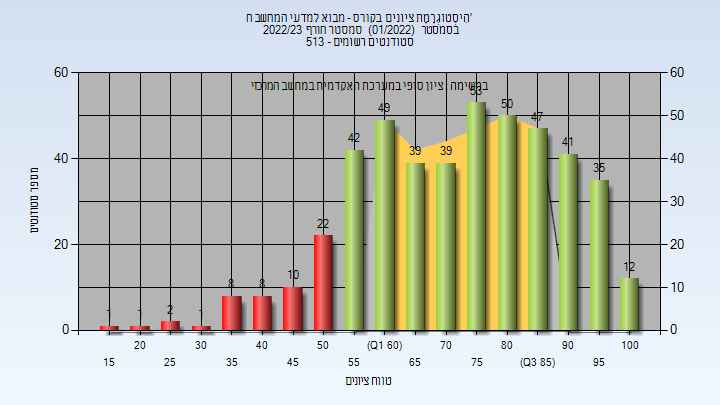 היסטוגרמת ציונים בקורס - מבוא למדעי המחשב ח'
בסמסטר (01/2022) סמסטר חורף 2022/23
סטודנטים רשומים - 513
במשימה : ציון סופי במערכת האקדמית במחשב המרכזי
60 60
50
40 40
30
20 20
10
0 0
מספר סטודנטים
1 1 2 1 8 8 10 22 42 49 39 39 53 50 47 41 35 12
20 30 40 50 (Q1 60) 70 80 90 100
15 25 35 45 55 65 75 (Q3 85) 95
טווח ציונים